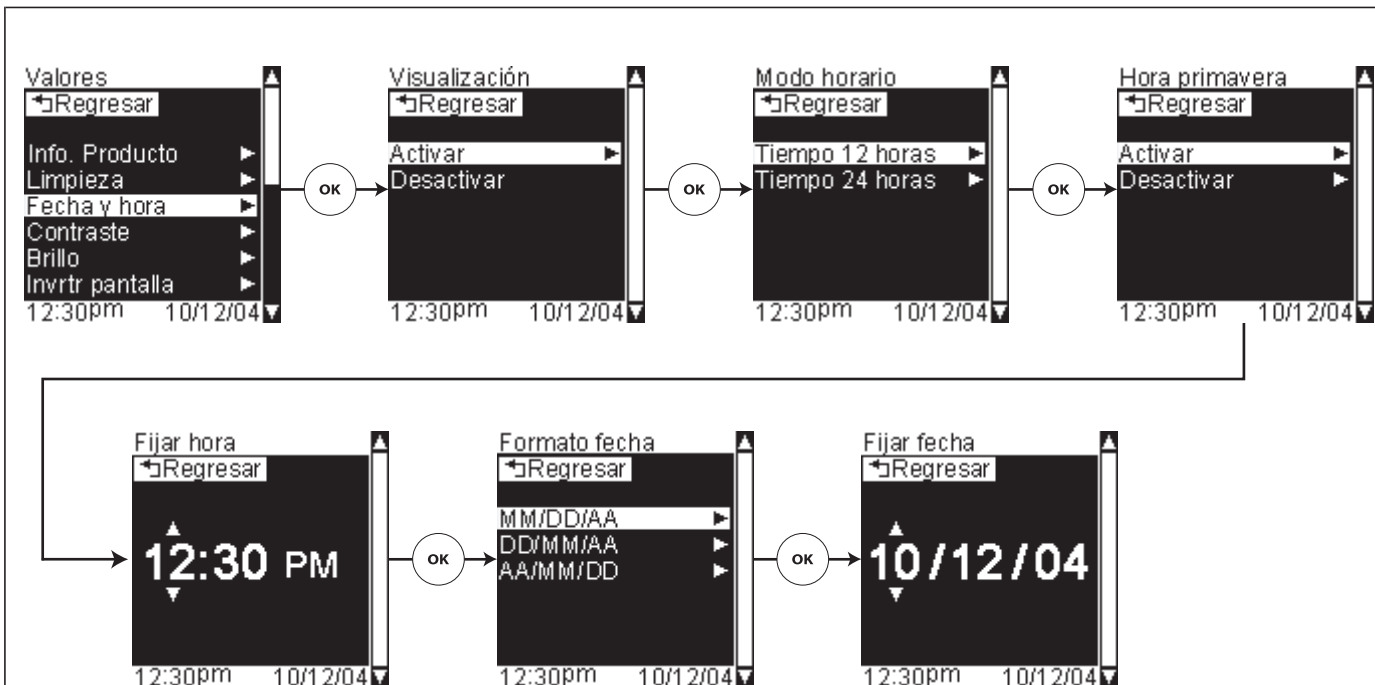 Valores
Regresar
Info. Producto
Limpieza
Fecha y hora
Contraste
Brillo
Invrtr pantalla
12:30pm 10/12/04
OK
Visualización
Regresar
Activar
Desactivar
12:30pm 10/12/04
OK
Modo horario
Regresar
Tiempo 12 horas
Tiempo 24 horas
12:30pm 10/12/04
OK
Hora primavera
Regresar
Activar
Desactivar
12:30pm 10/12/04
Fijar hora
Regresar
12:30 PM
12:30pm 10/12/04
OK
Formato fecha
Regresar
MM/DD/AA
DD/MM/AA
AA/MM/DD
12:30pm 10/12/04
OK
Fijar fecha
Regresar
10/12/04
12:30pm 10/12/04